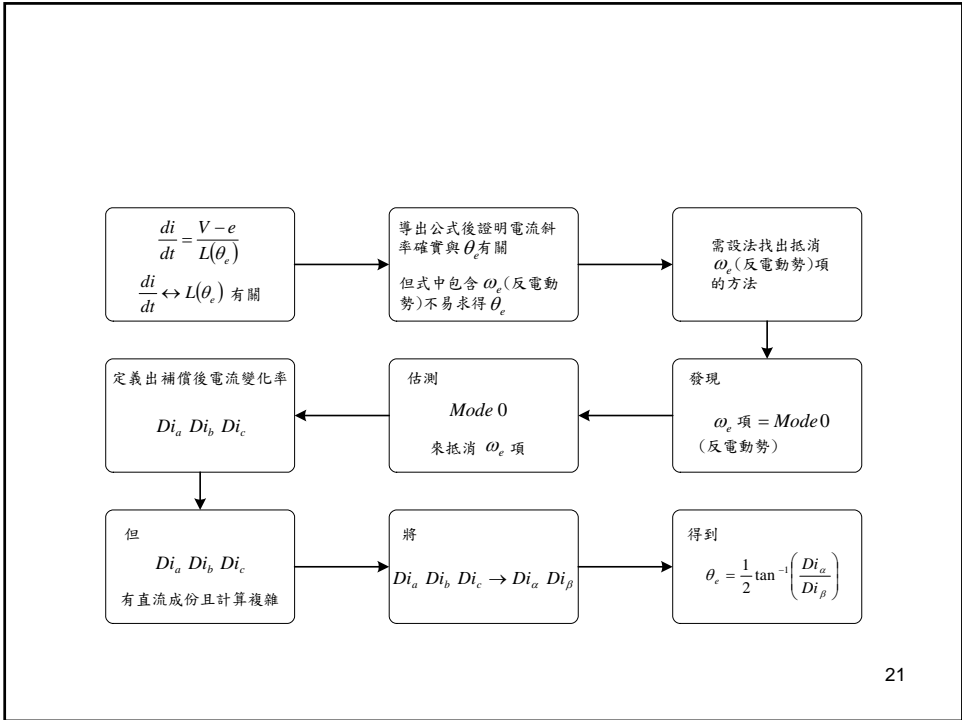 di/dt = (V − e)/L(θe)
di/dt ↔ L(θe) 有關
導出公式後證明電流斜
率確實與 θe有關
但式中包含 ωe(反電動
勢)不易求得 θe
需設法找出抵消
ωe(反電動勢)項
的方法
發現
ωe 項 = Mode 0
(反電動勢)
估測
Mode 0
來抵消 ωe 項
定義出補償後電流變化率
Dia Dib Dic
但
Dia Dib Dic
有直流成份且計算複雜
將
Dia Dib Dic → Diα Diβ
得到
θe = 1/2 tan⁻¹(Diα/Diβ)
21